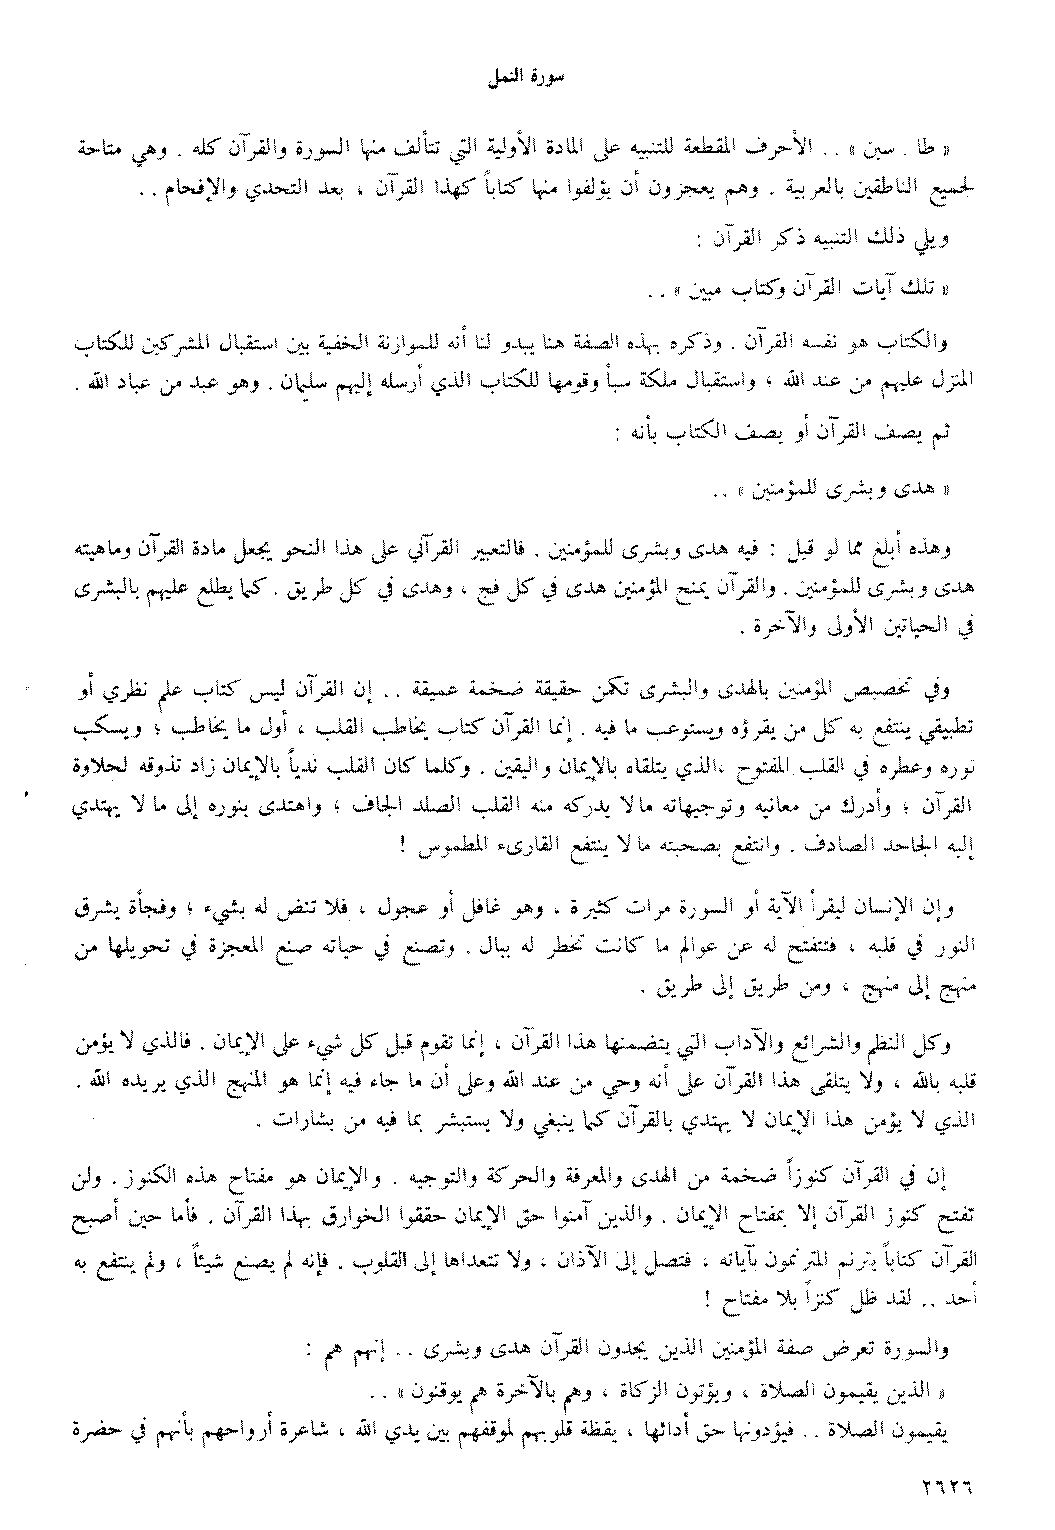 سورة النمل
« طا . سين » . . الأحرف المقطعة للتنبيه على المادة الأولية التي تتألف منها السورة والقرآن كله . وهي متاحة
لجميع الناطقين بالعربية . وهم يعجزون أن يؤلفوا منها كتاباً كهذا القرآن ، بعد التحدي والإفحام . .
ويلي ذلك التنبيه ذكر القرآن :
« تلك آيات القرآن وكتاب مبين » . .
والكتاب هو نفسه القرآن . وذكره بهذه الصفة هنا يبدو لنا أنه للموازنة الخفية بين استقبال المشركين للكتاب
المنزل عليهم من عند الله ؛ واستقبال ملكة سبأ وقومها للكتاب الذي أرسله إليهم سليمان . وهو عبد من عباد الله .
ثم يصف القرآن أو يصف الكتاب بأنه :
« هدى وبشرى للمؤمنين » . .
وهذه أبلغ مما لو قيل : فيه هدى وبشرى للمؤمنين . فالتعبير القرآني على هذا النحو يجعل مادة القرآن وماهيته
هدى وبشرى للمؤمنين . والقرآن يمنح المؤمنين هدى في كل فج ، وهدى في كل طريق . كما يطلع عليهم بالبشرى
في الحياتين الأولى والآخرة .
وفي تخصيص المؤمنين بالهدى والبشرى تكمن حقيقة ضخمة عميقة . . إن القرآن ليس كتاب علم نظري أو
تطبيقي ينتفع به كل من يقرؤه ويستوعب ما فيه . إنما القرآن كتاب يخاطب القلب ، أول ما يخاطب ؛ ويسكب
نوره وعطره في القلب المفتوح ،الذي يتلقاه بالإيمان واليقين . وكلما كان القلب ندياً بالإيمان زاد تذوقه لحلاوة
القرآن ؛ وأدرك من معانيه وتوجيهاته ما لا يدركه منه القلب الصلد الجاف ؛ واهتدى بنوره إلى ما لا يهتدي
إليه الجاحد الصادف . وانتفع بصحبته ما لا ينتفع القارىء المطموس !
وإن الإنسان ليقرأ الآية أو السورة مرات كثيرة ، وهو غافل أو عجول ، فلا تنض له بشيء ؛ وفجأة يشرق
النور في قلبه ، فتتفتح له عن عوالم ما كانت تخطر له ببال . وتصنع في حياته صنع المعجزة في تحويلها من
منهج إلى منهج ، ومن طريق إلى طريق .
وكل النظم والشرائع والآداب التي يتضمنها هذا القرآن ، إنما تقوم قبل كل شيء على الإيمان . فالذي لا يؤمن
قلبه بالله ، ولا يتلقى هذا القرآن على أنه وحي من عند الله وعلى أن ما جاء فيه إنما هو المنهج الذي يريده الله .
الذي لا يؤمن هذا الإيمان لا يهتدي بالقرآن كما ينبغي ولا يستبشر بما فيه من بشارات .
إن في القرآن كنوزاً ضخمة من الهدى والمعرفة والحركة والتوجيه . والإيمان هو مفتاح هذه الكنوز . ولن
تفتح كنوز القرآن إلا بمفتاح الإيمان . والذين آمنوا حق الإيمان حققوا الخوارق بهذا القرآن . فأما حين أصبح
القرآن كتاباً يترنم المترنمون بآياته ، فتصل إلى الآذان ، ولا تتعداها إلى القلوب . فإنه لم يصنع شيئاً ، ولم ينتفع به
أحد . . لقد ظل كنزاً بلا مفتاح !
والسورة تعرض صفة المؤمنين الذين يجدون القرآن هدى وبشرى . . إنهم هم :
« الذين يقيمون الصلاة ، ويؤتون الزكاة ، وهم بالآخرة هم يوقنون » . .
يقيمون الصلاة . . فيؤدونها حق أدائها ، يقظة قلوبهم لموقفهم بين يدي الله ، شاعرة أرواحهم بأنهم في حضرة
٢٦٢٦